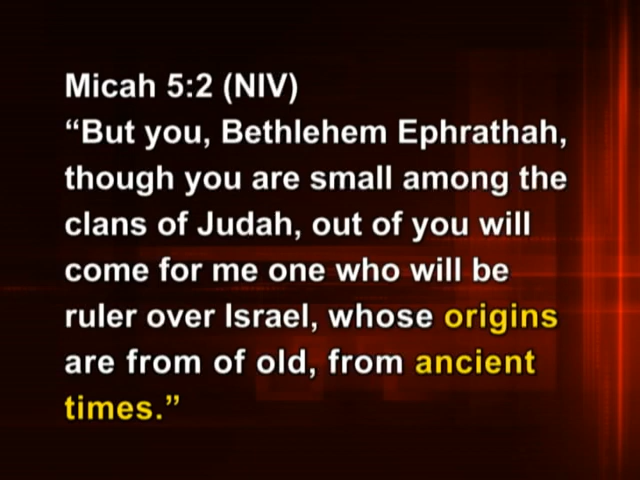 Micah 5:2 (NIV)
“But you, Bethlehem Ephrathah,
though you are small among the
clans of Judah, out of you will
come for me one who will be
ruler over Israel, whose origins
are from of old, from ancient
times.”